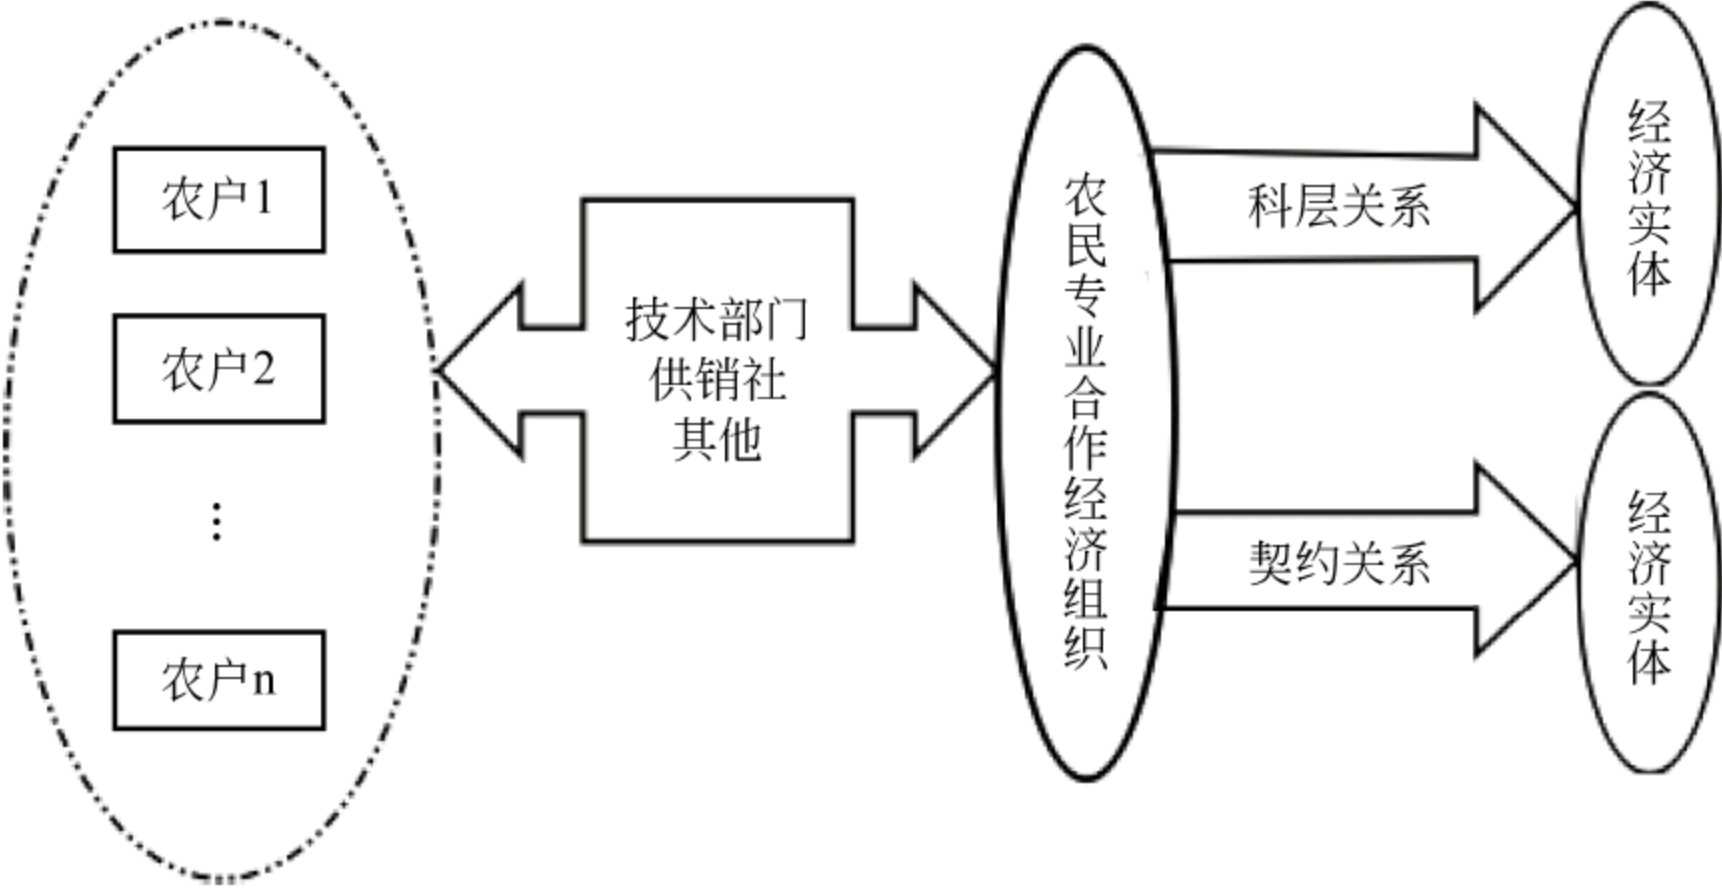 农户1
农户2
⋮
农户n
技术部门
供销社
其他
农民专业合作经济组织
科层关系
契约关系
经济实体
经济实体